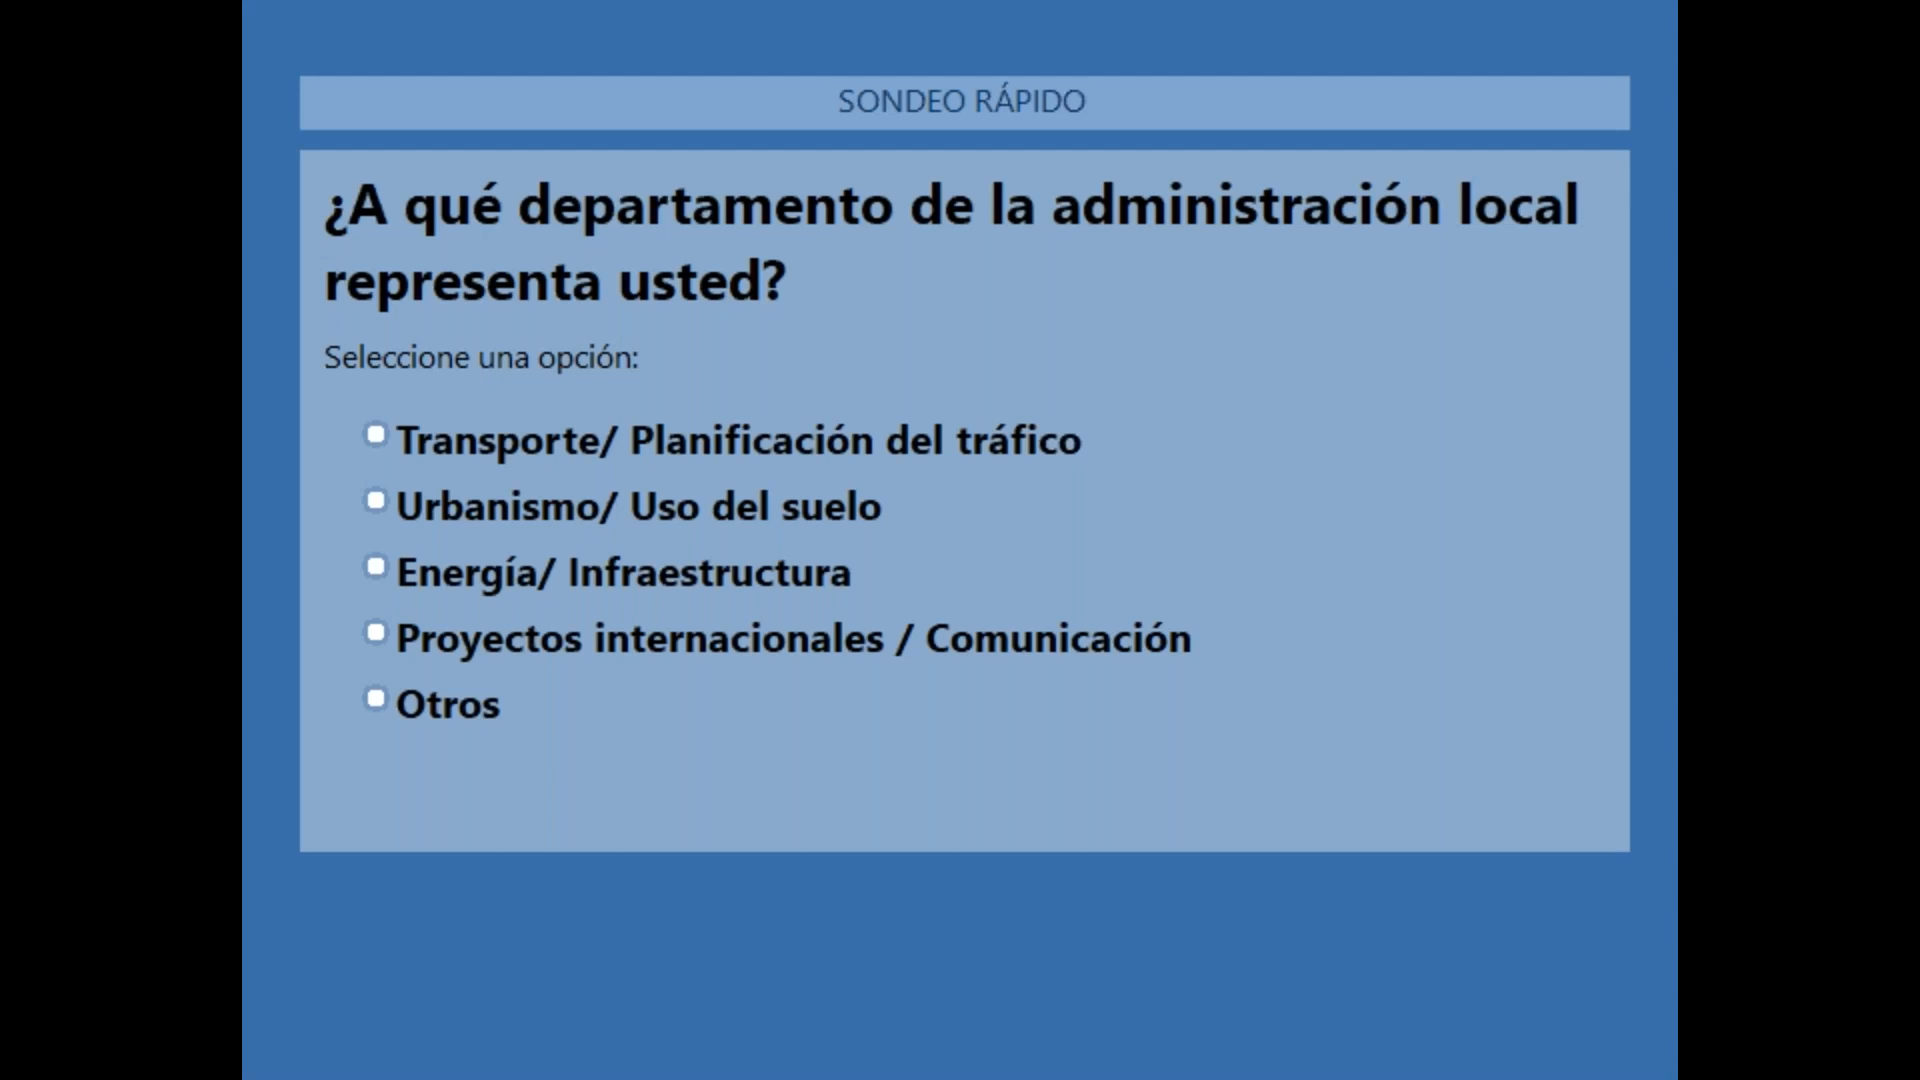 SONDEO RÁPIDO
¿A qué departamento de la administración local
representa usted?
Seleccione una opción:
Transporte/ Planificación del tráfico
Urbanismo/ Uso del suelo
Energía/ Infraestructura
Proyectos internacionales / Comunicación
Otros